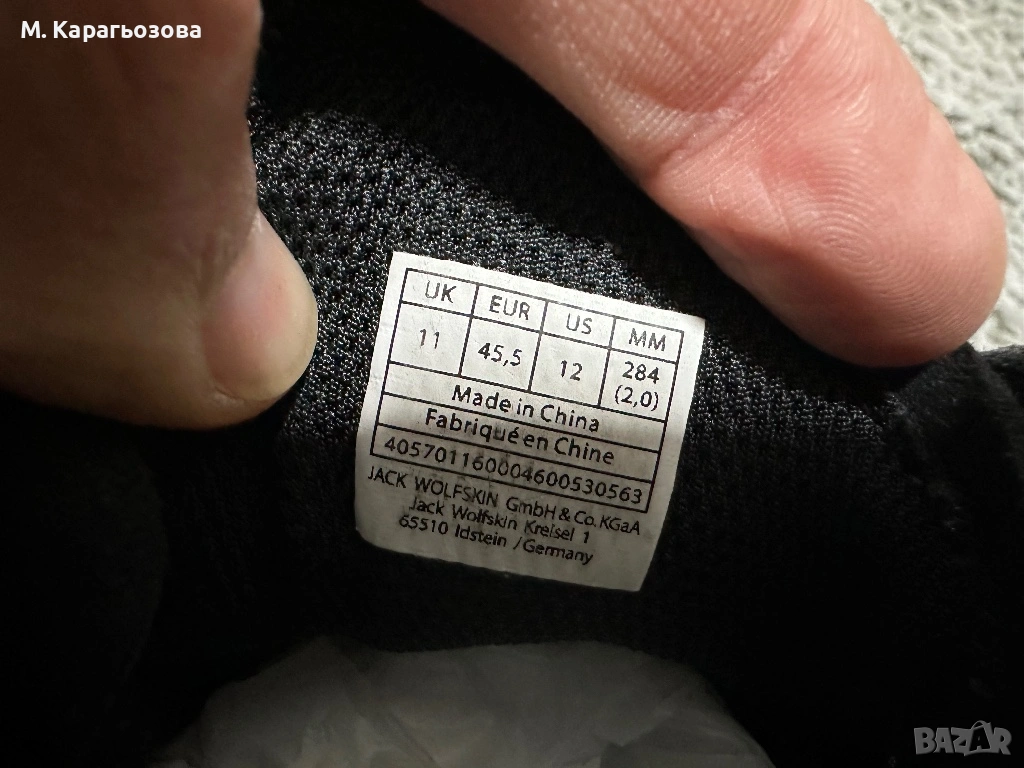 М. Карагьозова
UK EUR US MM
11 45,5 12 284 (2,0)
Made in China
Fabriqué en Chine
405701160004600530563
JACK WOLFSKIN GmbH & Co. KGaA
Jack Wolfskin Kreisel 1
65510 Idstein / Germany
BAZAR